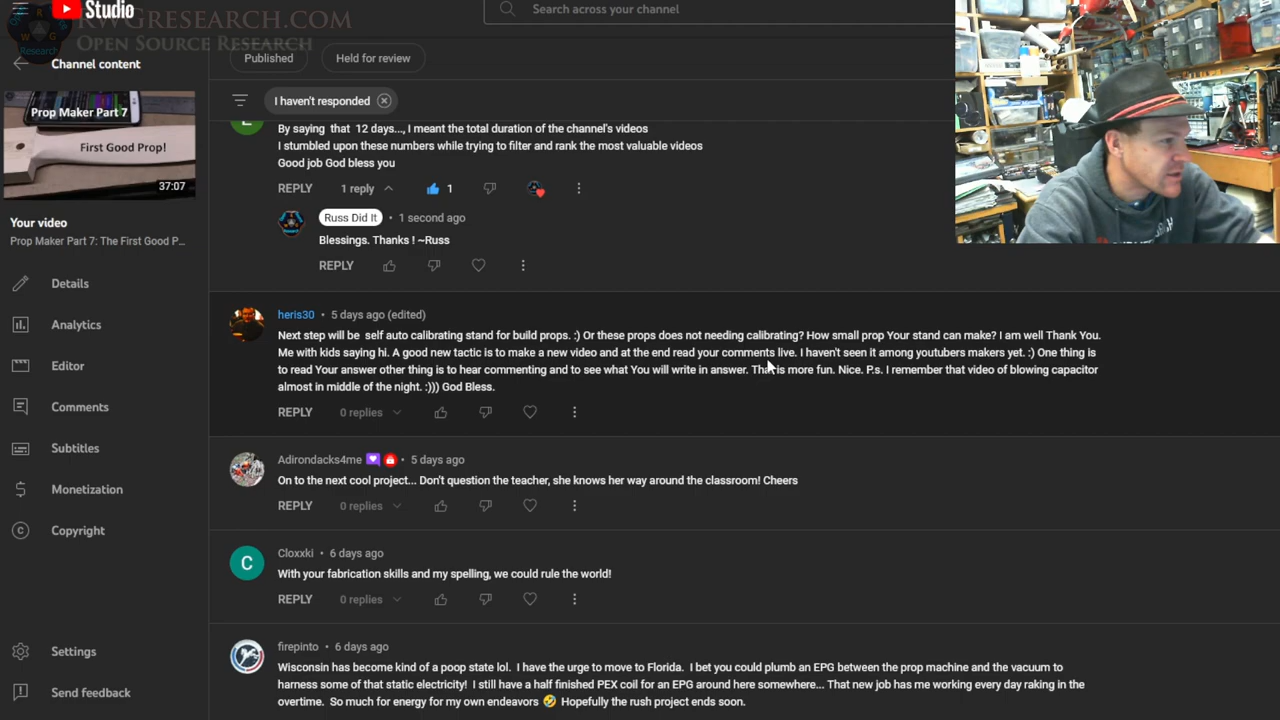 RWGRESEARCH.COM
OPEN SOURCE RESEARCH
Studio
Search across your channel
Channel content
Published
Held for review
I haven't responded
Prop Maker Part 7
First Good Prop!
37:07
Your video
Prop Maker Part 7: The First Good P...
Details
Analytics
Editor
Comments
Subtitles
Monetization
Copyright
Settings
Send feedback
By saying that 12 days..., I meant the total duration of the channel's videos
I stumbled upon these numbers while trying to filter and rank the most valuable videos
Good job God bless you
REPLY 1 reply 1
Russ Did It • 1 second ago
Blessings. Thanks ! ~Russ
REPLY
heris30 • 5 days ago (edited)
Next step will be self auto calibrating stand for build props. :) Or these props does not needing calibrating? How small prop Your stand can make? I am well Thank You.
Me with kids saying hi. A good new tactic is to make a new video and at the end read your comments live. I haven't seen it among youtubers makers yet. :) One thing is
to read Your answer other thing is to hear commenting and to see what You will write in answer. This is more fun. Nice. P.s. I remember that video of blowing capacitor
almost in middle of the night. :))) God Bless.
REPLY 0 replies
Adirondacks4me • 5 days ago
On to the next cool project... Don't question the teacher, she knows her way around the classroom! Cheers
REPLY 0 replies
C
Cloxxki • 6 days ago
With your fabrication skills and my spelling, we could rule the world!
REPLY 0 replies
firepinto • 6 days ago
Wisconsin has become kind of a poop state lol. I have the urge to move to Florida. I bet you could plumb an EPG between the prop machine and the vacuum to
harness some of that static electricity! I still have a half finished PEX coil for an EPG around here somewhere... That new job has me working every day raking in the
overtime. So much for energy for my own endeavors 🤣 Hopefully the rush project ends soon.